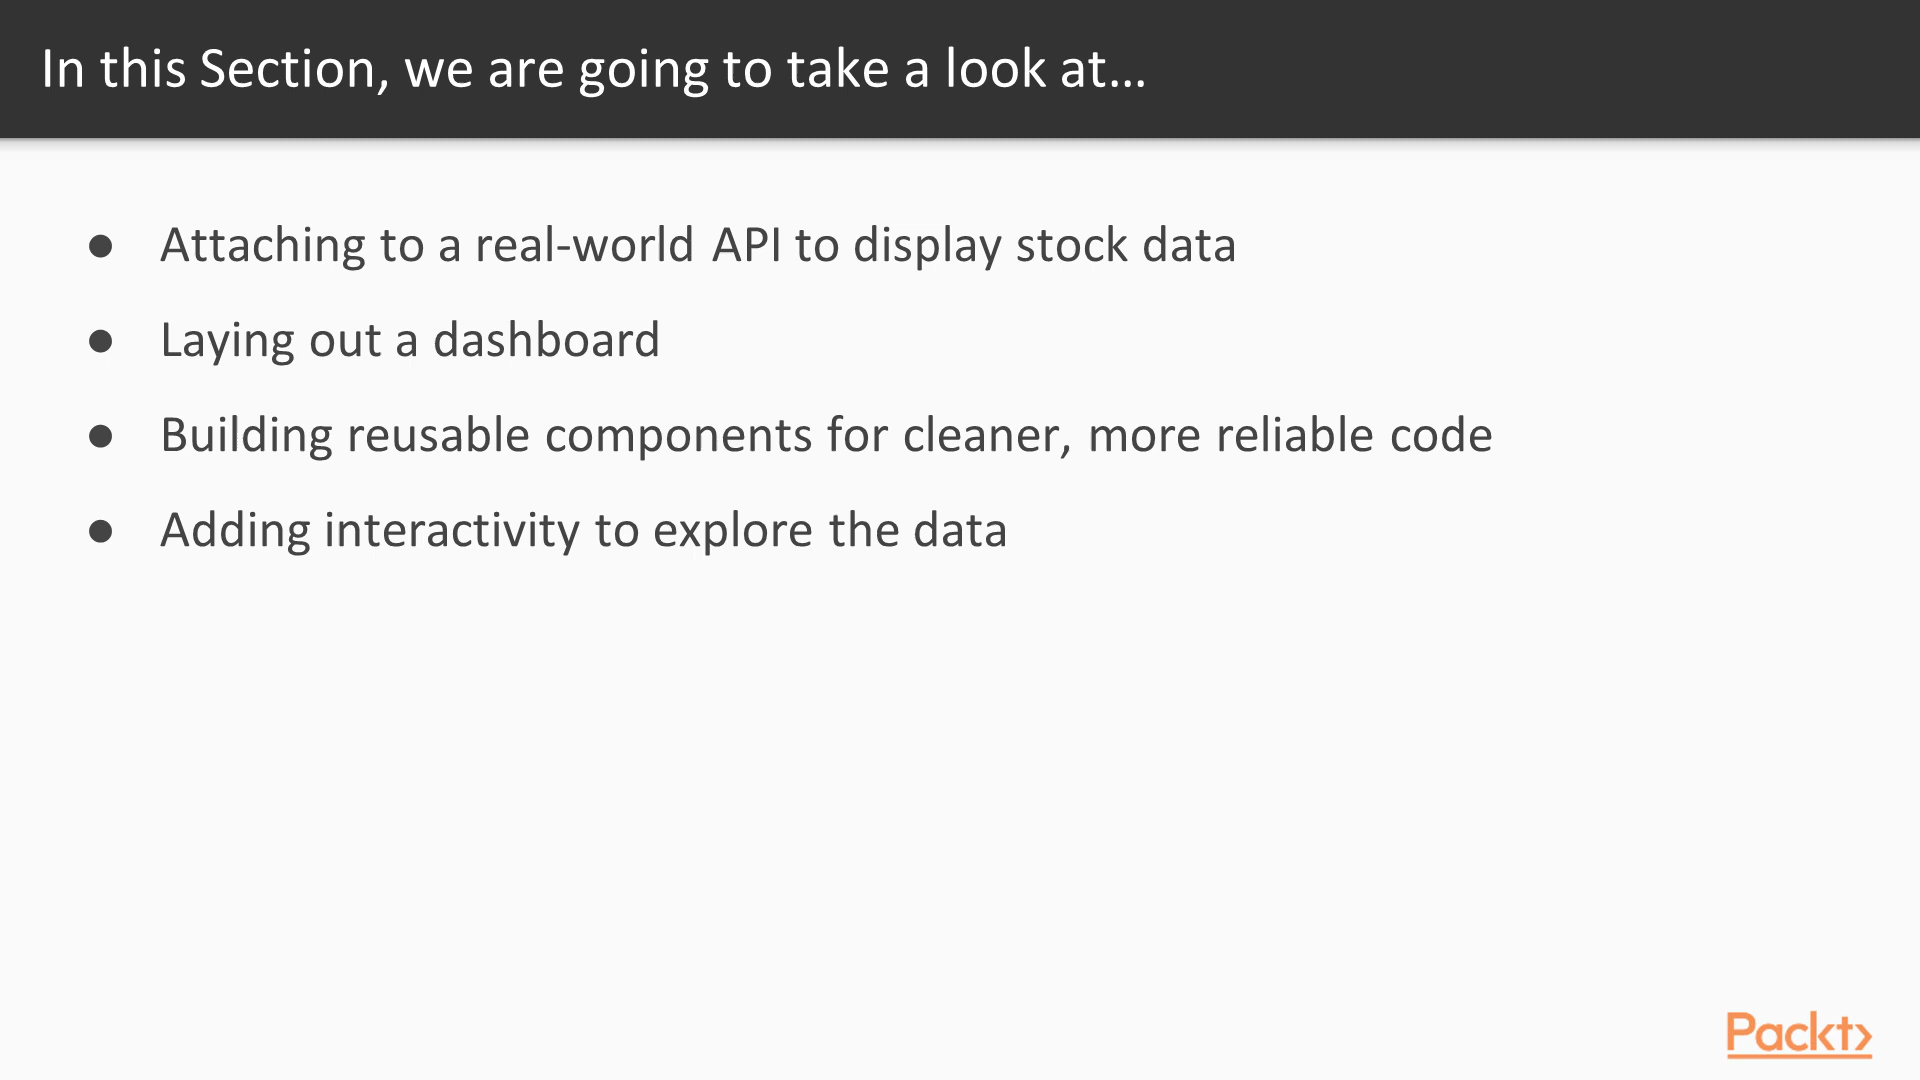 In this Section, we are going to take a look at...
● Attaching to a real-world API to display stock data
● Laying out a dashboard
● Building reusable components for cleaner, more reliable code
● Adding interactivity to explore the data
Packt>